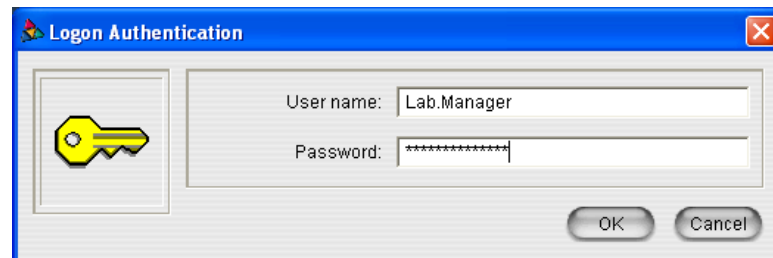 Logon Authentication
User name: Lab.Manager
Password: **************
OK Cancel